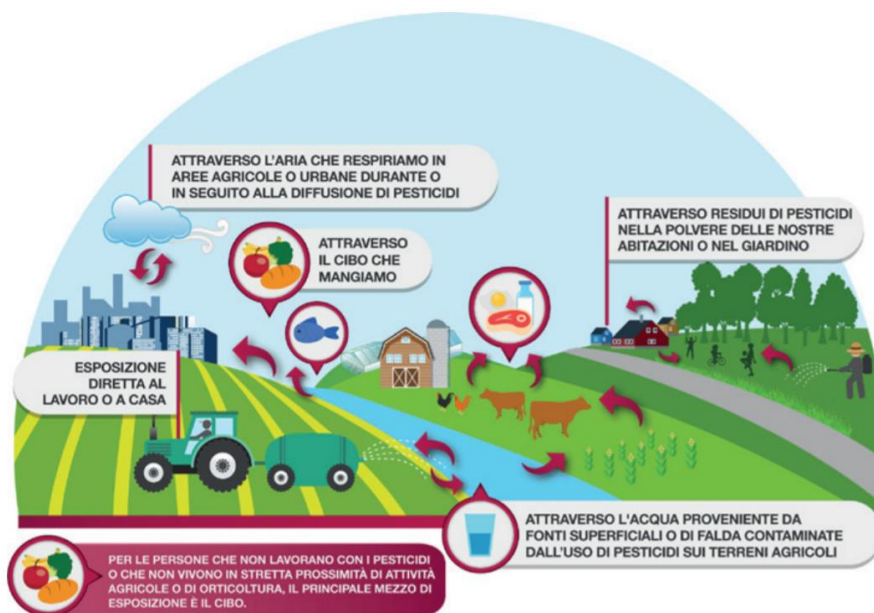 ATTRAVERSO L'ARIA CHE RESPIRIAMO IN
AREE AGRICOLE O URBANE DURANTE O
IN SEGUITO ALLA DIFFUSIONE DI PESTICIDI
ATTRAVERSO
IL CIBO CHE
MANGIAMO
ATTRAVERSO RESIDUI DI PESTICIDI
NELLA POLVERE DELLE NOSTRE
ABITAZIONI O NEL GIARDINO
ESPOSIZIONE
DIRETTA AL
LAVORO O A CASA
ATTRAVERSO L'ACQUA PROVENIENTE DA
FONTI SUPERFICIALI O DI FALDA CONTAMINATE
DALL'USO DI PESTICIDI SUI TERRENI AGRICOLI
PER LE PERSONE CHE NON LAVORANO CON I PESTICIDI
O CHE NON VIVONO IN STRETTA PROSSIMITÀ DI ATTIVITÀ
AGRICOLE O DI ORTICOLTURA, IL PRINCIPALE MEZZO DI
ESPOSIZIONE È IL CIBO.